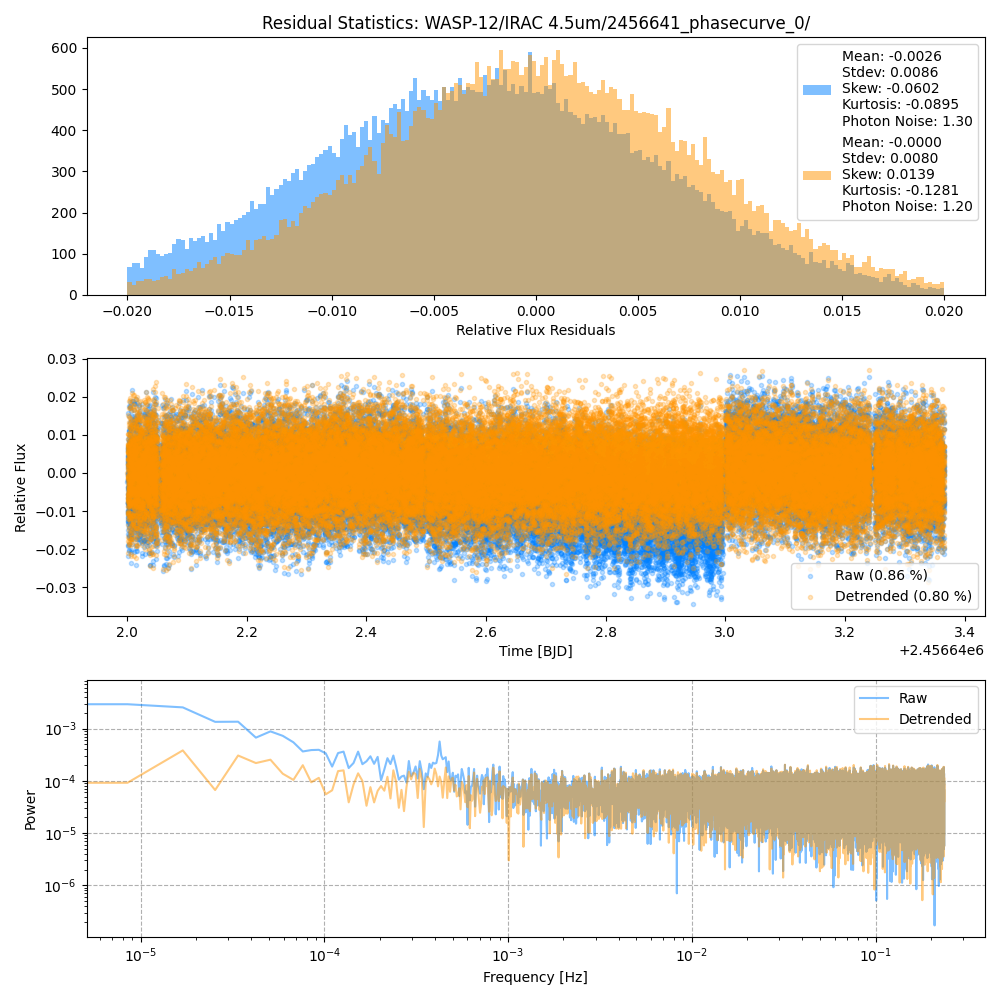 Residual Statistics: WASP-12/IRAC 4.5um/2456641_phasecurve_0/
600
500
400
300
200
100
0
Mean: -0.0026
Stdev: 0.0086
Skew: -0.0602
Kurtosis: -0.0895
Photon Noise: 1.30
Mean: -0.0000
Stdev: 0.0080
Skew: 0.0139
Kurtosis: -0.1281
Photon Noise: 1.20
−0.020 −0.015 −0.010 −0.005 0.000 0.005 0.010 0.015 0.020
Relative Flux Residuals
Relative Flux
0.03
0.02
0.01
0.00
−0.01
−0.02
−0.03
Raw (0.86 %)
Detrended (0.80 %)
2.0 2.2 2.4 2.6 2.8 3.0 3.2 3.4
Time [BJD]
+2.45664e6
Power
10⁻³
10⁻⁴
10⁻⁵
10⁻⁶
Raw
Detrended
10⁻⁵ 10⁻⁴ 10⁻³ 10⁻² 10⁻¹
Frequency [Hz]